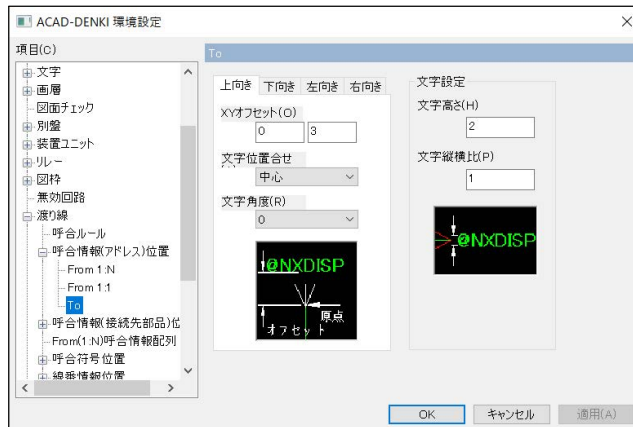 ACAD-DENKI 環境設定
項目(C)
文字
画層
図面チェック
別盤
装置ユニット
リレー
図枠
無効回路
渡り線
呼合ルール
呼合情報(アドレス)位置
From 1:N
From 1:1
To
呼合情報(接続先部品)位
From(1:N)呼合情報配列
呼合符号位置
線番情報位置
To
上向き 下向き 左向き 右向き
XYオフセット(O)
0 3
文字位置合せ
中心
文字角度(R)
0
@NXDISP
原点
オフセット
文字設定
文字高さ(H)
2
文字縦横比(P)
1
@NXDISP
OK キャンセル 適用(A)